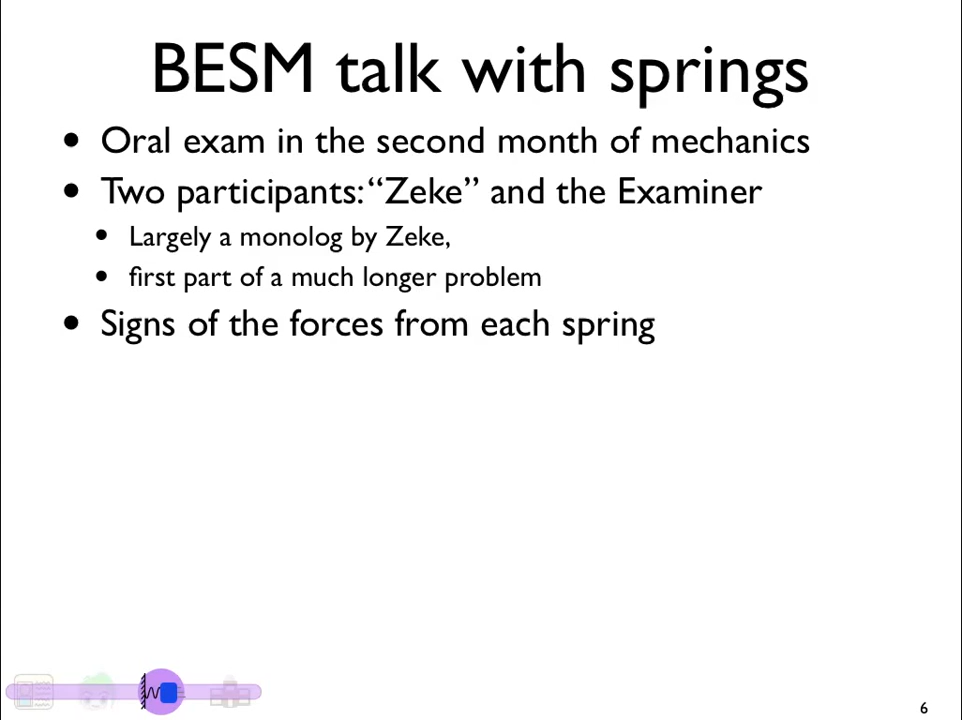 BESM talk with springs
• Oral exam in the second month of mechanics
• Two participants: “Zeke” and the Examiner
• Largely a monolog by Zeke,
• first part of a much longer problem
• Signs of the forces from each spring
6